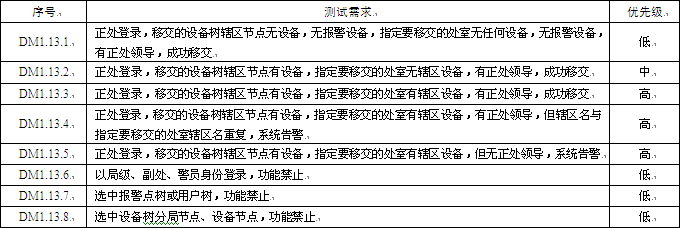 序号 测试需求 优先级
DM1.13.1. 正处登录，移交的设备树辖区节点无设备，无报警设备，指定要移交的处室无任何设备，无报警设备，
有正处领导，成功移交. 低
DM1.13.2. 正处登录，移交的设备树辖区节点有设备，指定要移交的处室无辖区设备，有正处领导，成功移交. 中
DM1.13.3. 正处登录，移交的设备树辖区节点有设备，指定要移交的处室有辖区设备，有正处领导，成功移交. 高
DM1.13.4. 正处登录，移交的设备树辖区节点有设备，指定要移交的处室有辖区设备，有正处领导，但辖区名与
指定要移交的处室辖区名重复，系统告警 高
DM1.13.5. 正处登录，移交的设备树辖区节点有设备，指定要移交的处室有辖区设备，但无正处领导，系统告警 高
DM1.13.6. 以局级、副处、警员身份登录，功能禁止 低
DM1.13.7. 选中报警点树或用户树，功能禁止 低
DM1.13.8. 选中设备树分局节点、设备节点，功能禁止 低